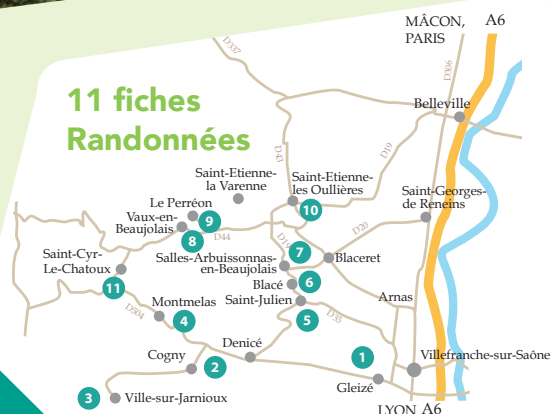 MÂCON,
PARIS
A6
D337
D306
11 fiches
Randonnées
Belleville
D43
D19
Saint-Etienne-
la Varenne
Saint-Etienne-
les Oullières
Saint-Georges-
de Reneins
Le Perréon
9
10
Vaux-en-
Beaujolais
8
D44
D20
Saint-Cyr-
Le-Chatoux
Salles-Arbuissonnas-
en-Beaujolais
D19
7
Blaceret
Blacé
6
11
Saint-Julien
Arnas
D504
Montmelas
4
5
D35
Denicé
1
Villefranche-sur-Saône
Cogny
2
Gleizé
3
Ville-sur-Jarnioux
LYON A6